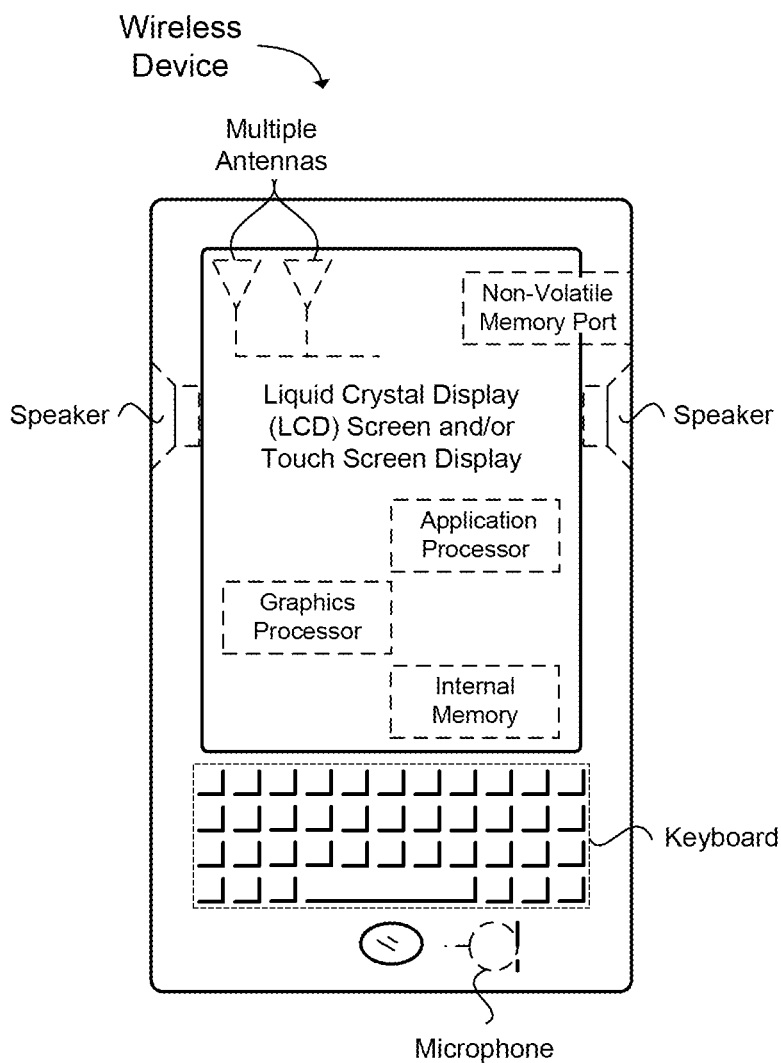 Wireless
Device
Multiple
Antennas
Non-Volatile
Memory Port
Speaker
Liquid Crystal Display
(LCD) Screen and/or
Touch Screen Display
Speaker
Application
Processor
Graphics
Processor
Internal
Memory
Keyboard
Microphone